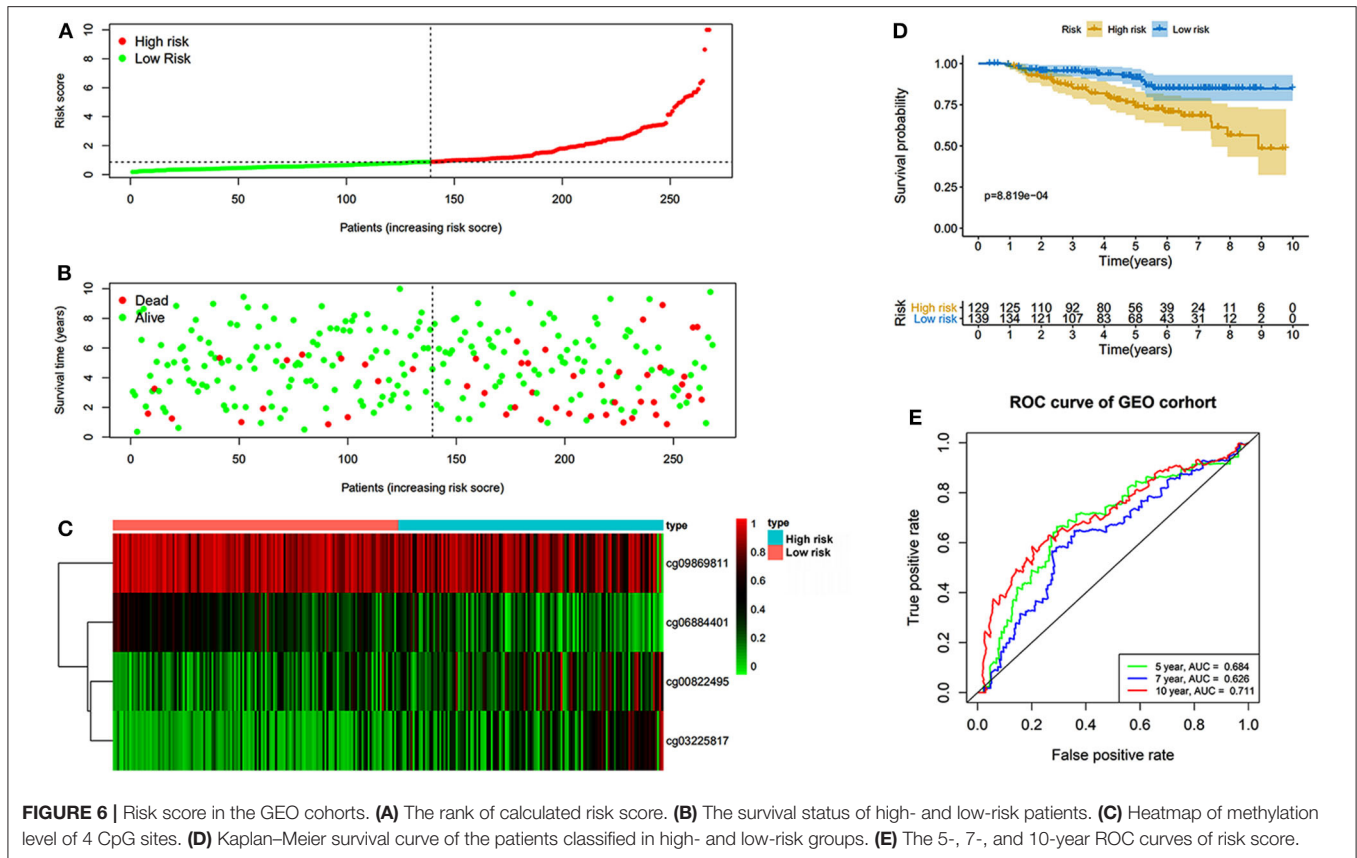 A
High risk
Low Risk
Risk score
10
8
6
4
2
0
0 50 100 150 200 250
Patients (increasing risk socre)
B
Dead
Alive
Survival time (years)
10
8
6
4
2
0
0 50 100 150 200 250
Patients (increasing risk socre)
C
type
cg09869811
cg06884401
cg00822495
cg03225817
1
0.8
0.6
0.4
0.2
0
type
High risk
Low risk
D
Risk High risk Low risk
Survival probability
1.00
0.75
0.50
0.25
0.00
p=8.819e−04
0 1 2 3 4 5 6 7 8 9 10
Time(years)
Risk
High risk 129 125 110 92 80 56 39 24 11 6 0
Low risk 139 134 121 107 83 68 43 31 12 2 0
0 1 2 3 4 5 6 7 8 9 10
Time(years)
ROC curve of GEO corhort
E
True positive rate
1.0
0.8
0.6
0.4
0.2
0.0
5 year, AUC = 0.684
7 year, AUC = 0.626
10 year, AUC = 0.711
0.0 0.2 0.4 0.6 0.8 1.0
False positive rate
FIGURE 6 | Risk score in the GEO cohorts. (A) The rank of calculated risk score. (B) The survival status of high- and low-risk patients. (C) Heatmap of methylation
level of 4 CpG sites. (D) Kaplan–Meier survival curve of the patients classified in high- and low-risk groups. (E) The 5-, 7-, and 10-year ROC curves of risk score.